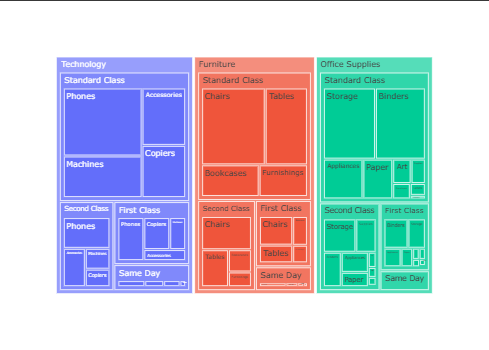 Technology
Standard Class
Phones
Accessories
Copiers
Machines
Second Class
Phones
Machines
Copiers
First Class
Phones
Copiers
Accessories
Same Day
Furniture
Standard Class
Chairs
Tables
Bookcases
Furnishings
Second Class
Chairs
Tables
First Class
Chairs
Tables
Same Day
Office Supplies
Standard Class
Storage
Binders
Appliances
Paper
Art
Second Class
Storage
Paper
First Class
Binders
Same Day